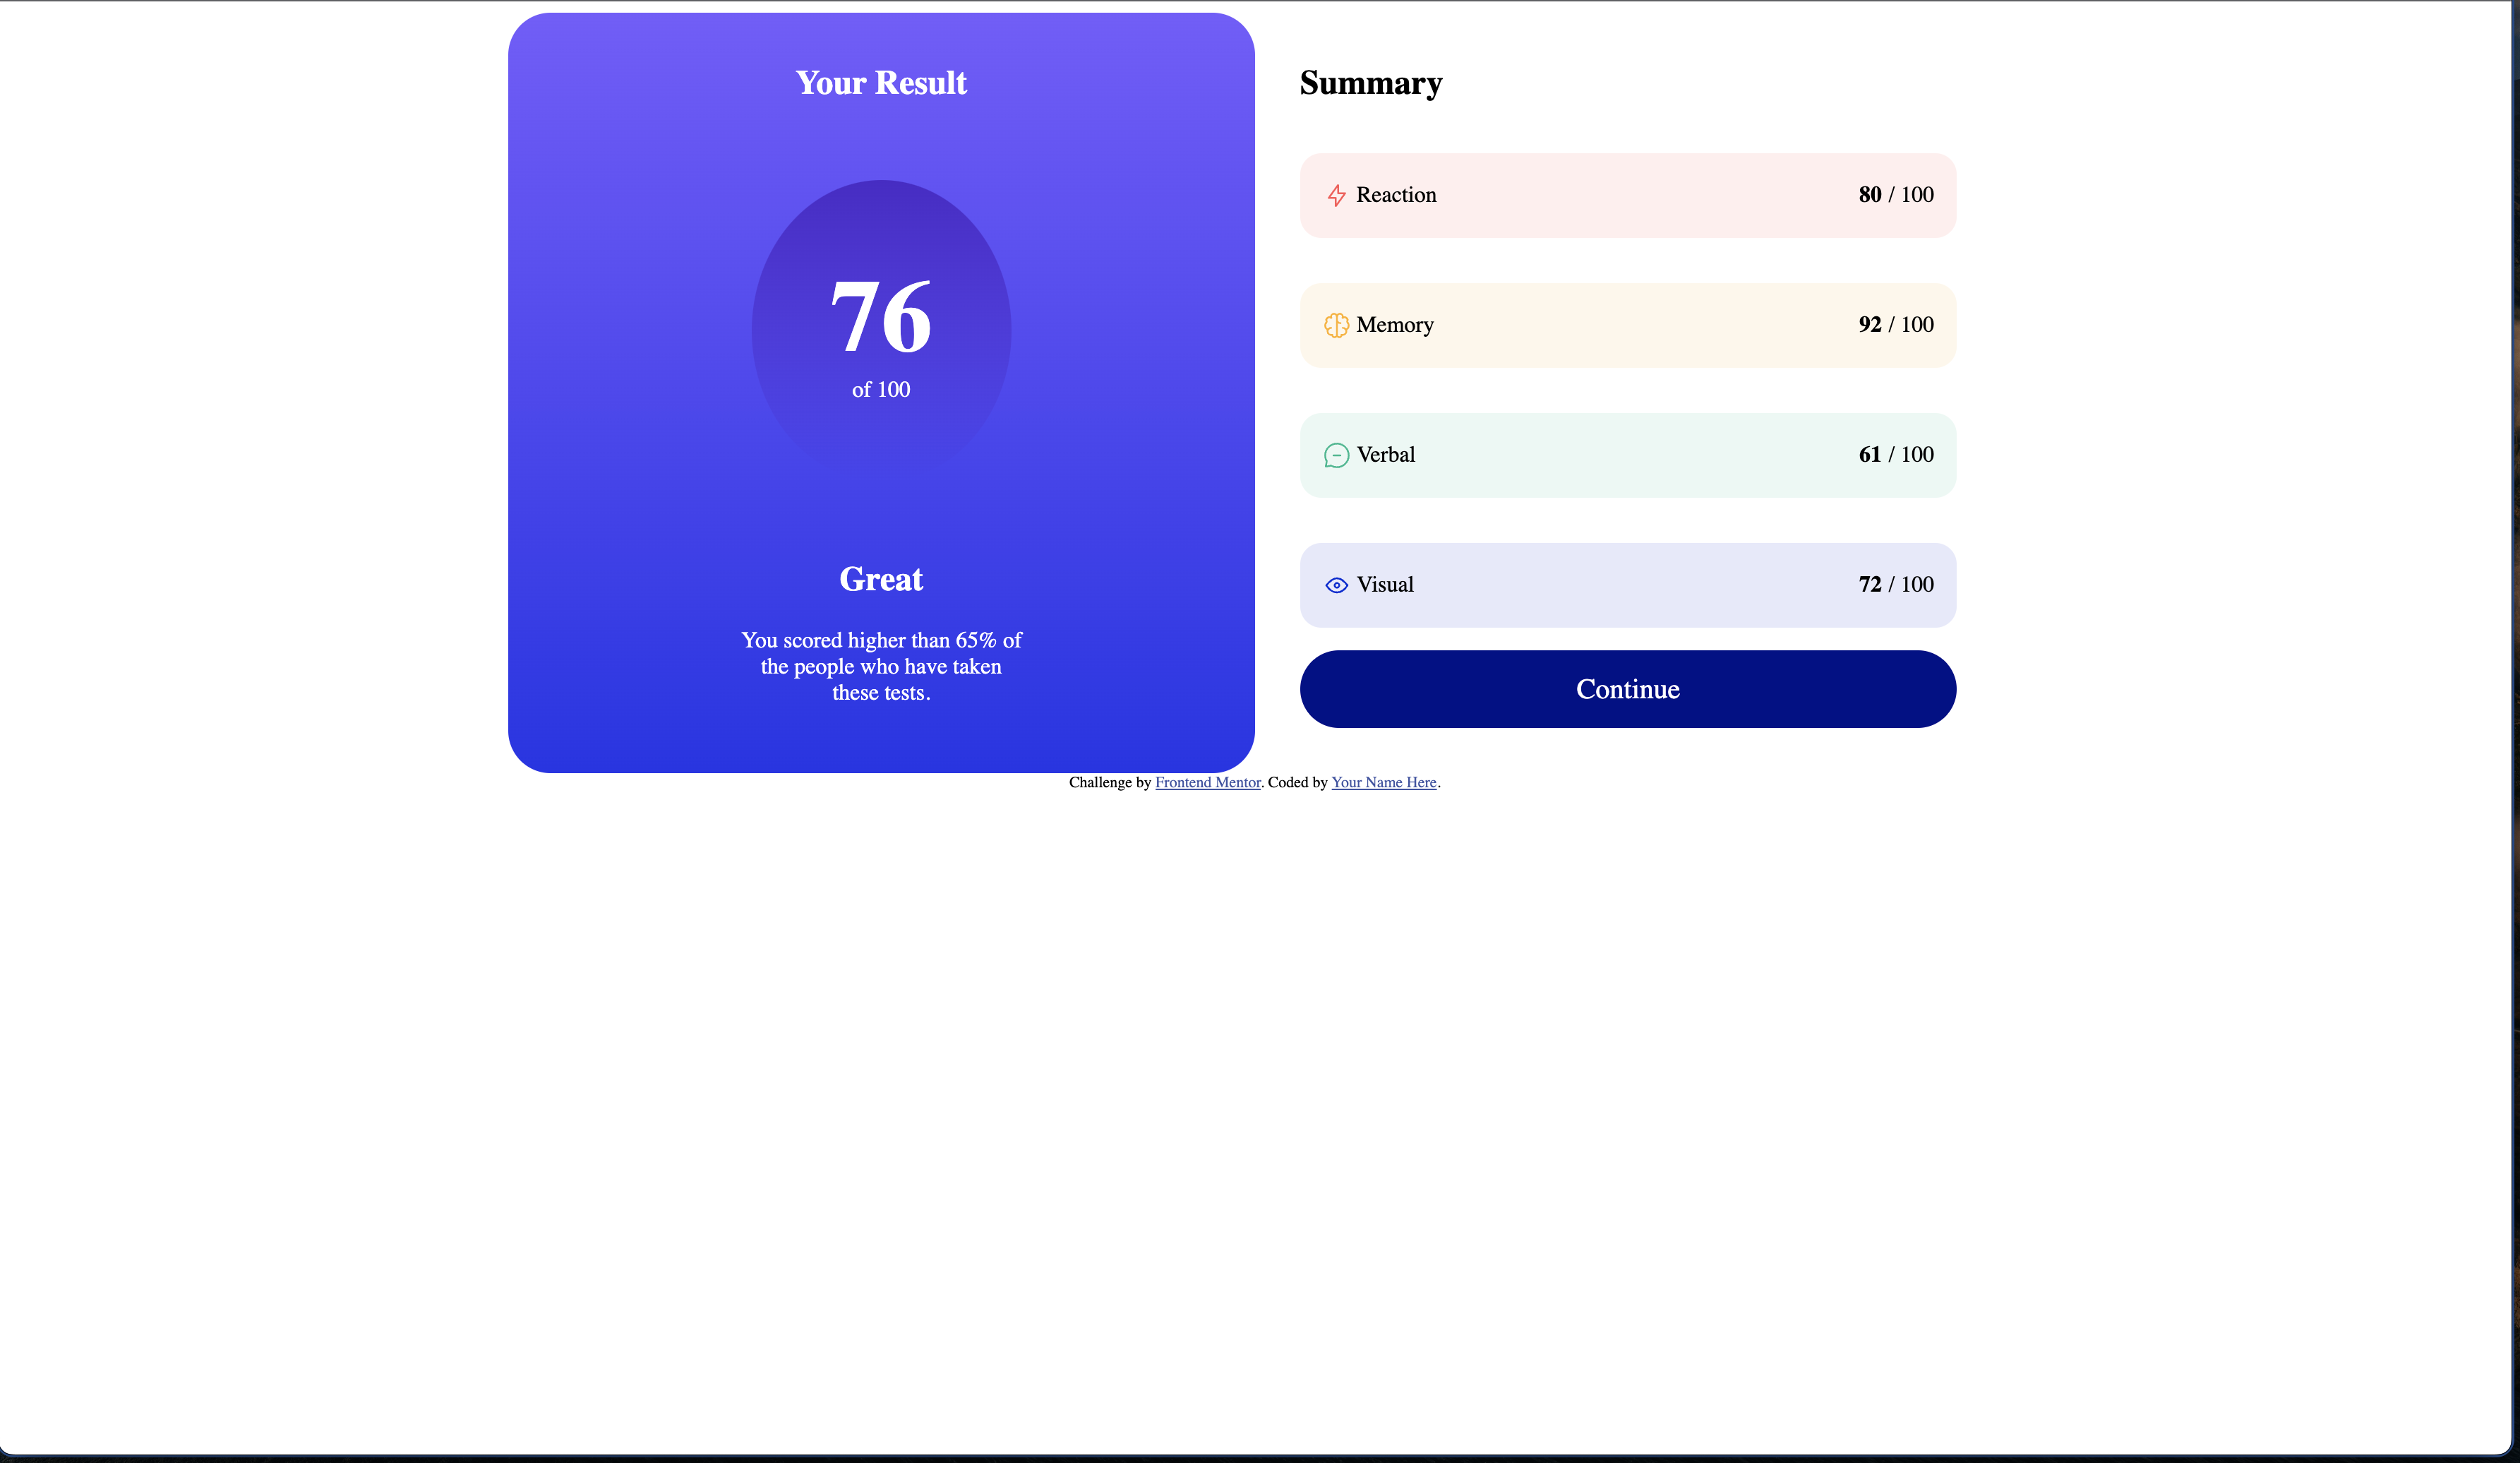 Your Result
76
of 100
Great
You scored higher than 65% of
the people who have taken
these tests.
Summary
Reaction 80 / 100
Memory 92 / 100
Verbal 61 / 100
Visual 72 / 100
Continue
Challenge by Frontend Mentor. Coded by Your Name Here.